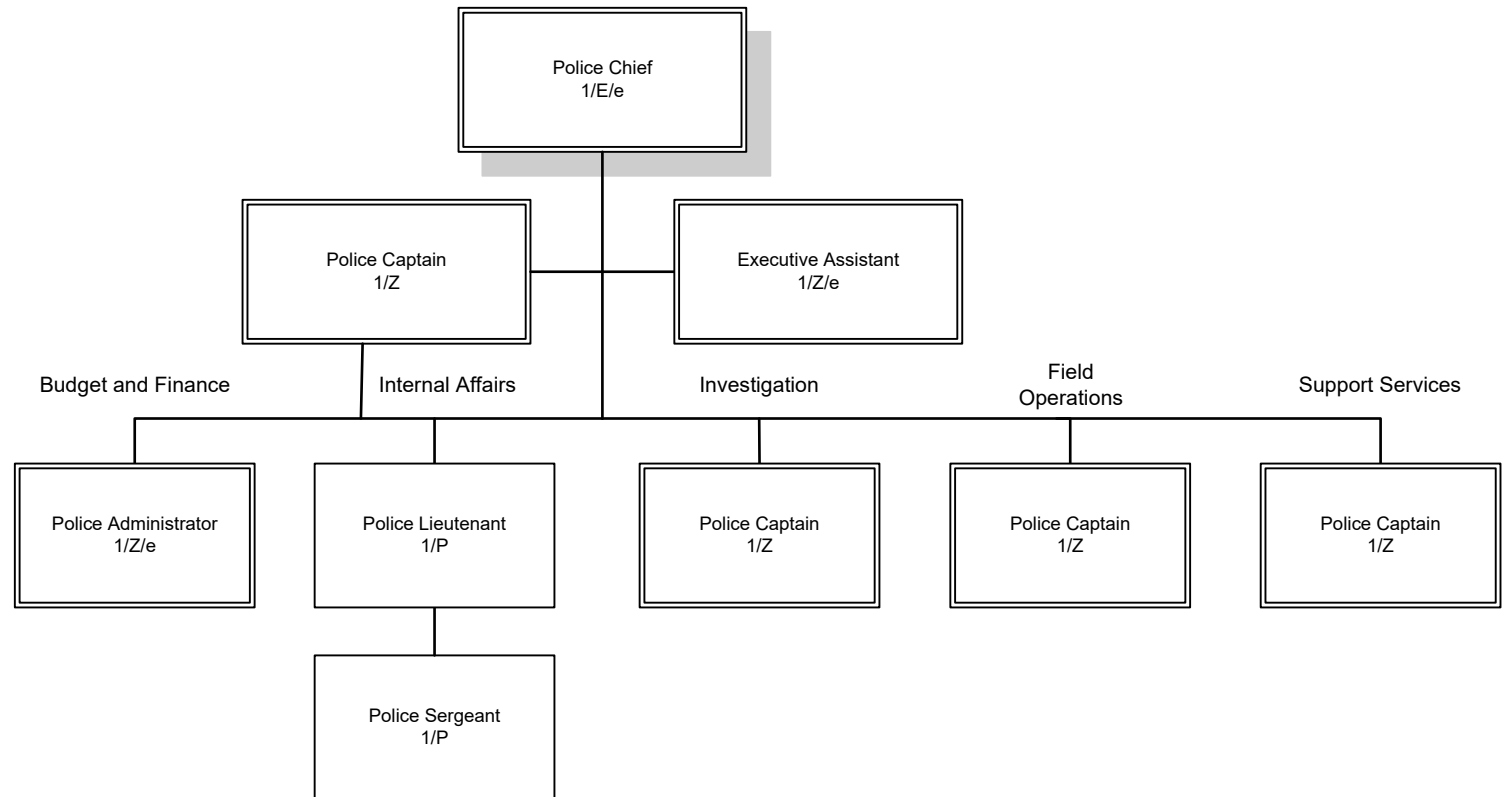 Police Chief
1/E/e
Police Captain
1/Z
Executive Assistant
1/Z/e
Budget and Finance
Internal Affairs
Investigation
Field
Operations
Support Services
Police Administrator
1/Z/e
Police Lieutenant
1/P
Police Captain
1/Z
Police Captain
1/Z
Police Captain
1/Z
Police Sergeant
1/P